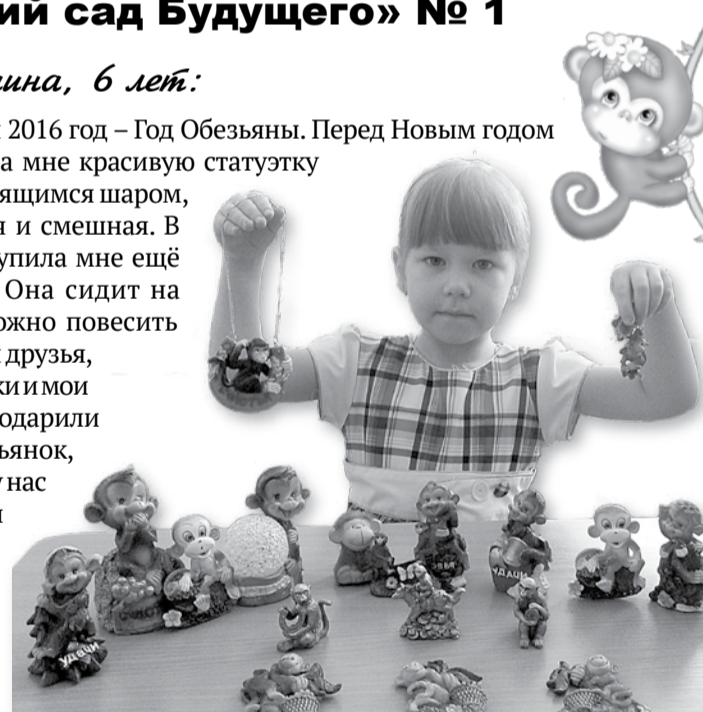 ий сад Будущего» № 1
ина, 6 лет:
2016 год – Год Обезьяны. Перед Новым годом
а мне красивую статуэтку
ящимся шаром,
я и смешная. В
упила мне ещё
Она сидит на
ожно повесить
друзья,
ки и мои
одарили
ьянок,
у нас
УДАЧИ
УДАЧИ